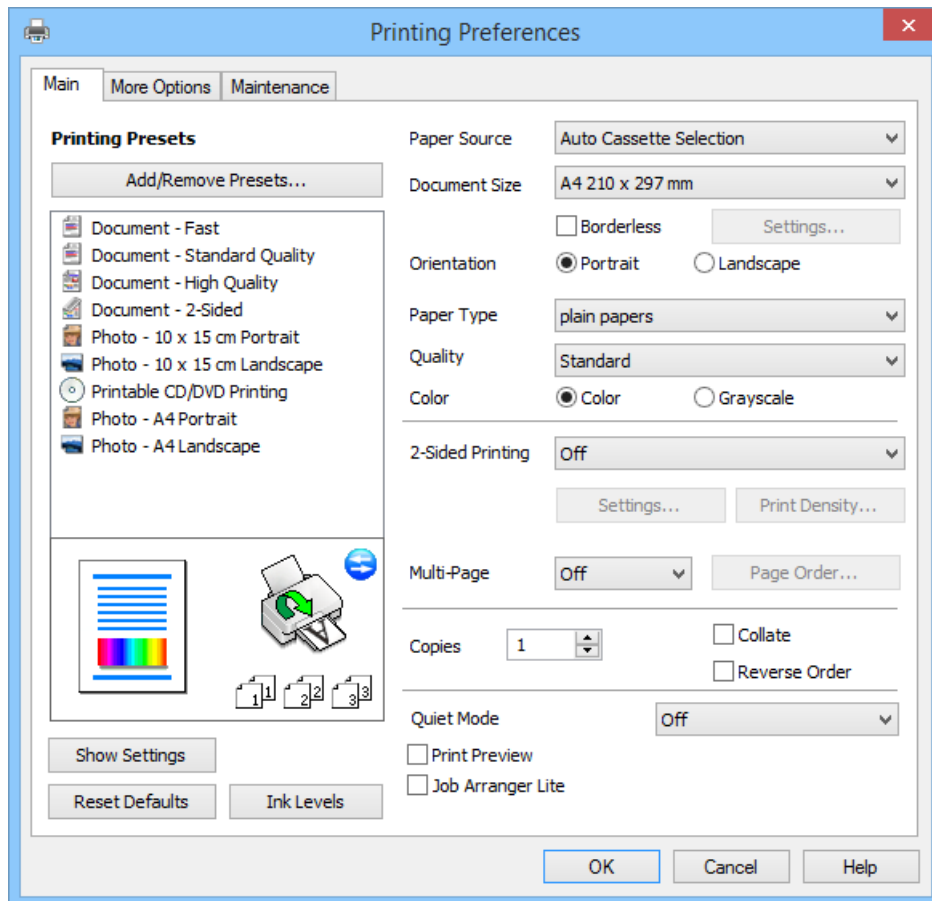 Printing Preferences
Main
More Options
Maintenance
Printing Presets
Add/Remove Presets...
Document - Fast
Document - Standard Quality
Document - High Quality
Document - 2-Sided
Photo - 10 x 15 cm Portrait
Photo - 10 x 15 cm Landscape
Printable CD/DVD Printing
Photo - A4 Portrait
Photo - A4 Landscape
A
1 1 2 2 3 3
Show Settings
Reset Defaults
Ink Levels
Paper Source
Auto Cassette Selection
Document Size
A4 210 x 297 mm
Borderless
Settings...
Orientation
Portrait
Landscape
Paper Type
plain papers
Quality
Standard
Color
Color
Grayscale
2-Sided Printing
Off
Settings...
Print Density...
Multi-Page
Off
Page Order...
Copies
1
Collate
Reverse Order
Quiet Mode
Off
Print Preview
Job Arranger Lite
OK
Cancel
Help